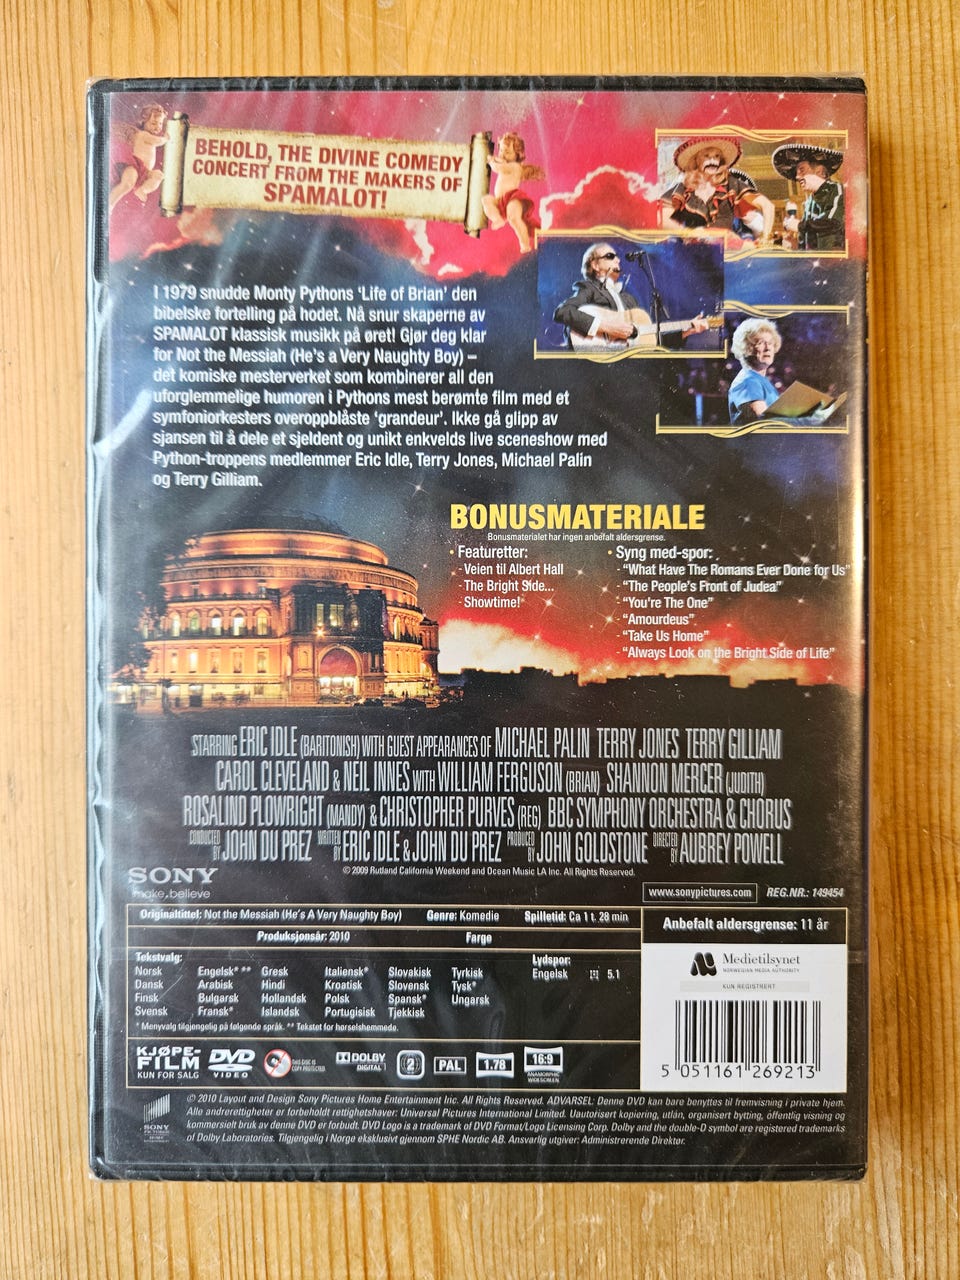 BEHOLD, THE DIVINE COMEDY
CONCERT FROM THE MAKERS OF
SPAMALOT!
I 1979 snudde Monty Pythons ‘Life of Brian’ den
bibelske fortelling på hodet. Nå snur skaperne av
SPAMALOT klassisk musikk på øret! Gjør deg klar
for Not the Messiah (He's a Very Naughty Boy) –
det komiske mesterverket som kombinerer all den
uforglemmelige humoren i Pythons mest berømte film med et
symfoniorkesters overoppblåste ‘grandeur’. Ikke gå glipp av
sjansen til å dele et sjeldent og unikt enkvelds live sceneshow med
Python-troppens medlemmer Eric Idle, Terry Jones, Michael Palin
og Terry Gilliam.
BONUSMATERIALE
Bonusmaterialet har ingen anbefalt aldersgrense.
• Featuretter:
- Veien til Albert Hall
- The Bright Side...
- Showtime!
• Syng med-spor:
- “What Have The Romans Ever Done for Us”
- “The People's Front of Judea”
- “You're The One”
- “Amourdeus”
- “Take Us Home”
- “Always Look on the Bright Side of Life”
STARRING ERIC IDLE (BARITONISH) WITH GUEST APPEARANCES OF MICHAEL PALIN TERRY JONES TERRY GILLIAM
CAROL CLEVELAND & NEIL INNES WITH WILLIAM FERGUSON (BRIAN) SHANNON MERCER (JUDITH)
ROSALIND PLOWRIGHT (MANDY) & CHRISTOPHER PURVES (REG) BBC SYMPHONY ORCHESTRA & CHORUS
CONDUCTED BY JOHN DU PREZ WRITTEN BY ERIC IDLE & JOHN DU PREZ PRODUCED BY JOHN GOLDSTONE DIRECTED BY AUBREY POWELL
© 2009 Rutland California Weekend and Ocean Music LA Inc. All Rights Reserved.
SONY
make.believe
www.sonypictures.com
REG.NR.: 149454
Originaltittel: Not the Messiah (He's A Very Naughty Boy) Genre: Komedie Spilletid: Ca 1 t. 28 min
Produksjonsår: 2010 Farge
Tekstvalg:
Norsk Engelsk* ** Gresk Italiensk* Slovakisk Tyrkisk
Dansk Arabisk Hindi Kroatisk Slovensk Tysk*
Finsk Bulgarsk Hollandsk Polsk Spansk* Ungarsk
Svensk Fransk* Islandsk Portugisisk Tjekkisk
* Menyvalg tilgjengelig på følgende språk. ** Tekstet for hørselshemmede.
Lydspor:
Engelsk 5.1
Anbefalt aldersgrense: 11 år
Medietilsynet
NORWEGIAN MEDIA AUTHORITY
KUN REGISTRERT
5 051161 269213
KJØPE-
FILM
KUN FOR SALG
DVD
VIDEO
THIS DISC IS
COPY PROTECTED.
DOLBY
DIGITAL
2
PAL
1.78
16:9
ANAMORPHIC
WIDESCREEN
SONY
PICTURES
HOME
© 2010 Layout and Design Sony Pictures Home Entertainment Inc. All Rights Reserved. ADVARSEL: Denne DVD kan bare benyttes til fremvisning i private hjem.
Alle andrerettigheter er forbeholdt rettighetshaver: Universal Pictures International Limited. Uautorisert kopiering, utlån, organisert bytting, offentlig visning og
kommersielt bruk av denne DVD er forbudt. DVD Logo is a trademark of DVD Format/Logo Licensing Corp. Dolby and the double-D symbol are registered trademarks
of Dolby Laboratories. Tilgjengelig i Norge eksklusivt gjennom SPHE Nordic AB. Ansvarlig utgiver: Administrerende Direktør.